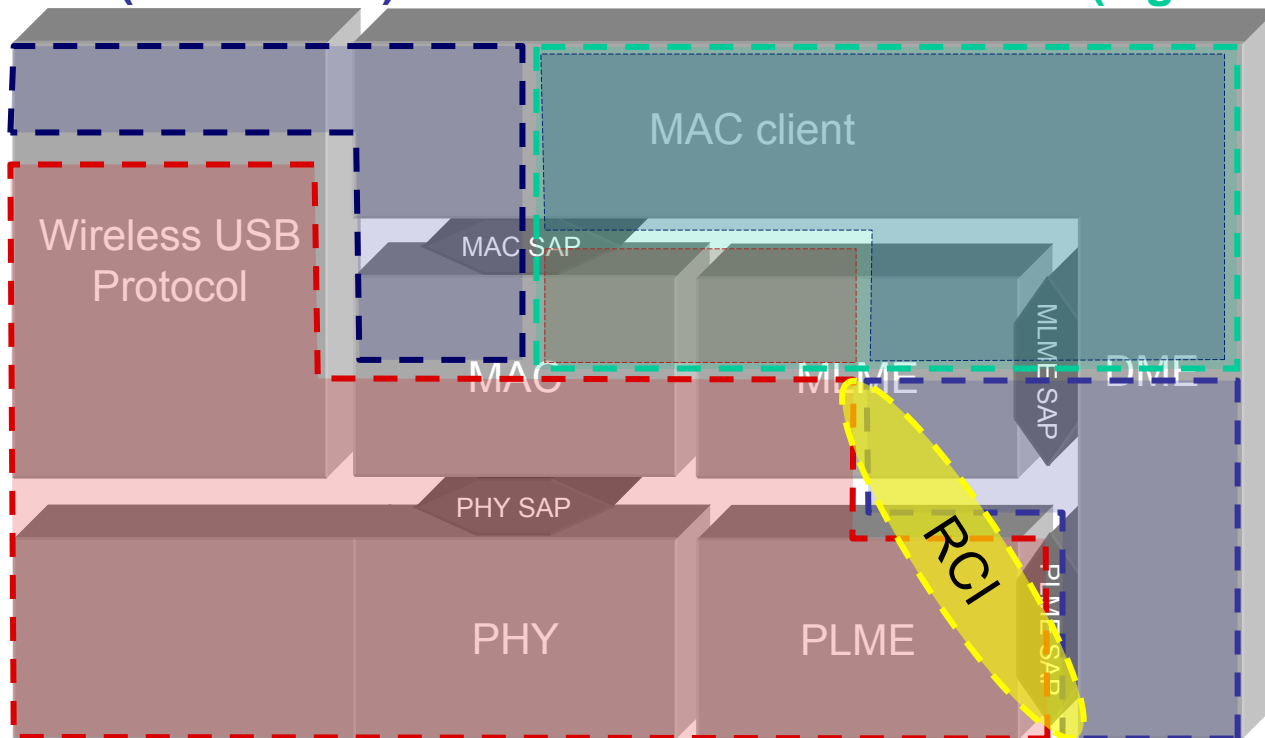 MAC client
Wireless USB
Protocol
MAC SAP
MAC
MLME
MLME SAP
DME
PHY SAP
RCI
PHY
PLME
PLME SAP